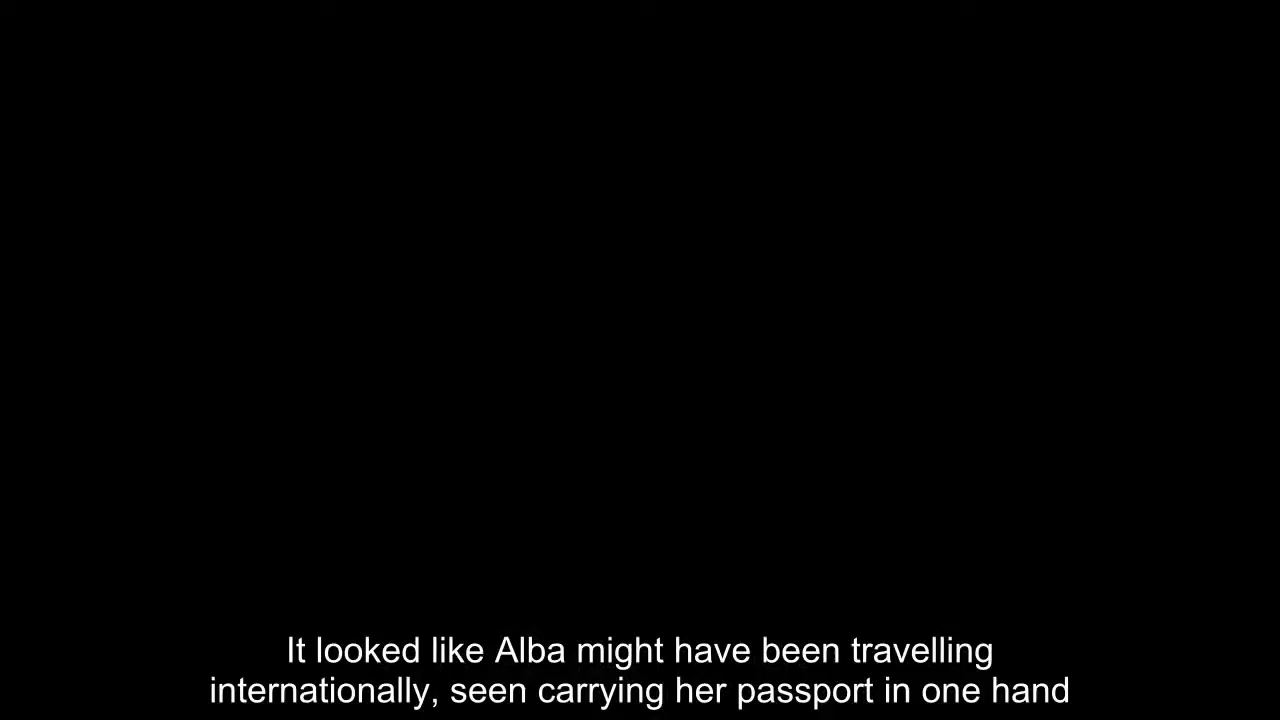 It looked like Alba might have been travelling
internationally, seen carrying her passport in one hand